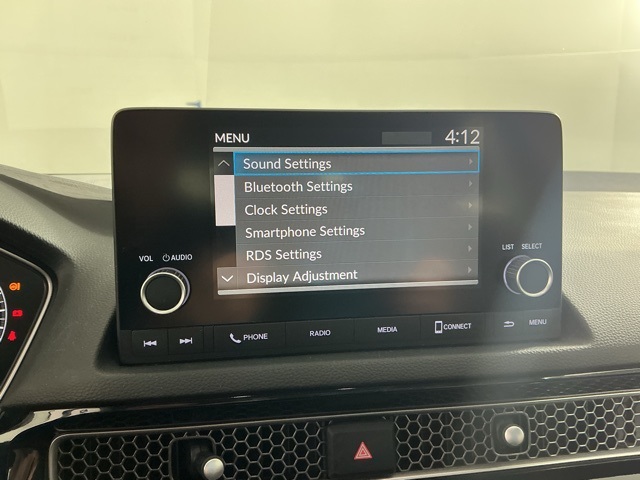 MENU 4:12
Sound Settings
Bluetooth Settings
Clock Settings
Smartphone Settings
RDS Settings
Display Adjustment
VOL AUDIO
LIST SELECT
PHONE RADIO MEDIA CONNECT MENU